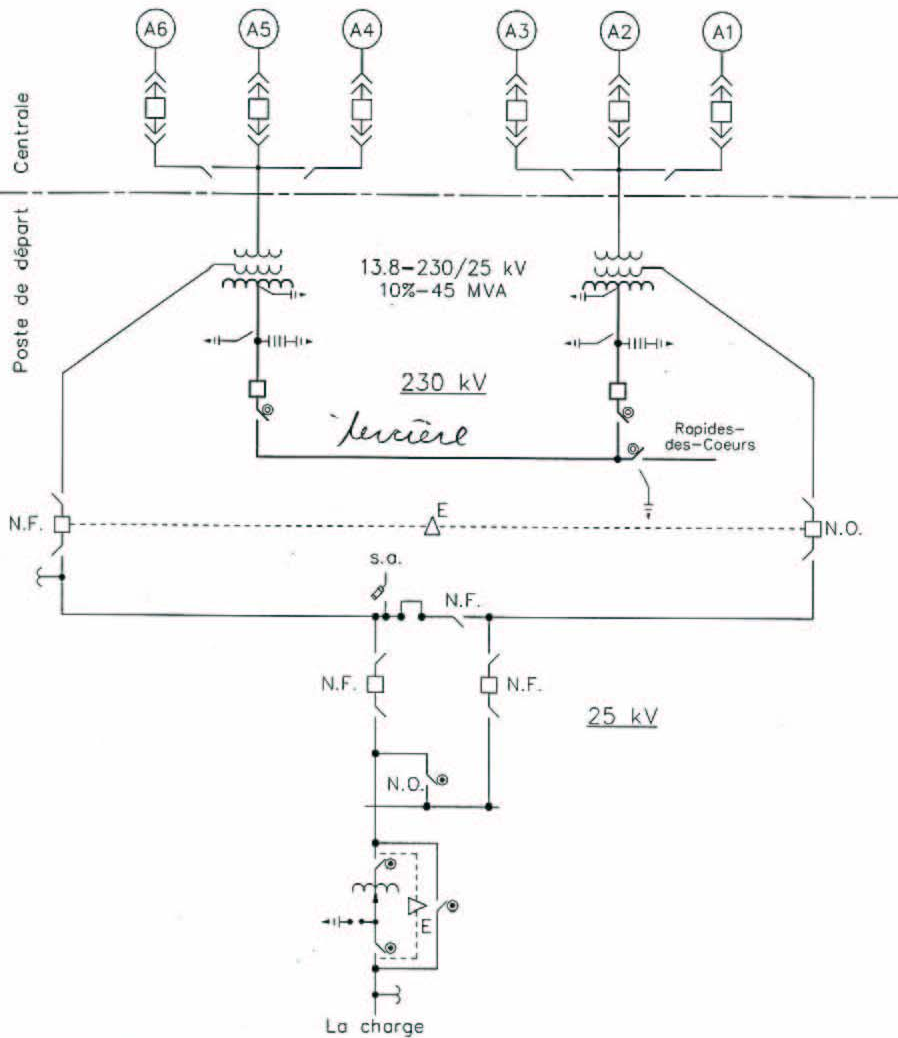 A6 A5 A4 A3 A2 A1
Centrale
Poste de départ
13.8-230/25 kV
10%-45 MVA
230 kV
Rapides-
des-Coeurs
N.F.
E
N.O.
s.a.
N.F.
N.F.
N.F.
25 kV
N.O.
E
La charge